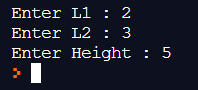 Enter L1 : 2
Enter L2 : 3
Enter Height : 5
>